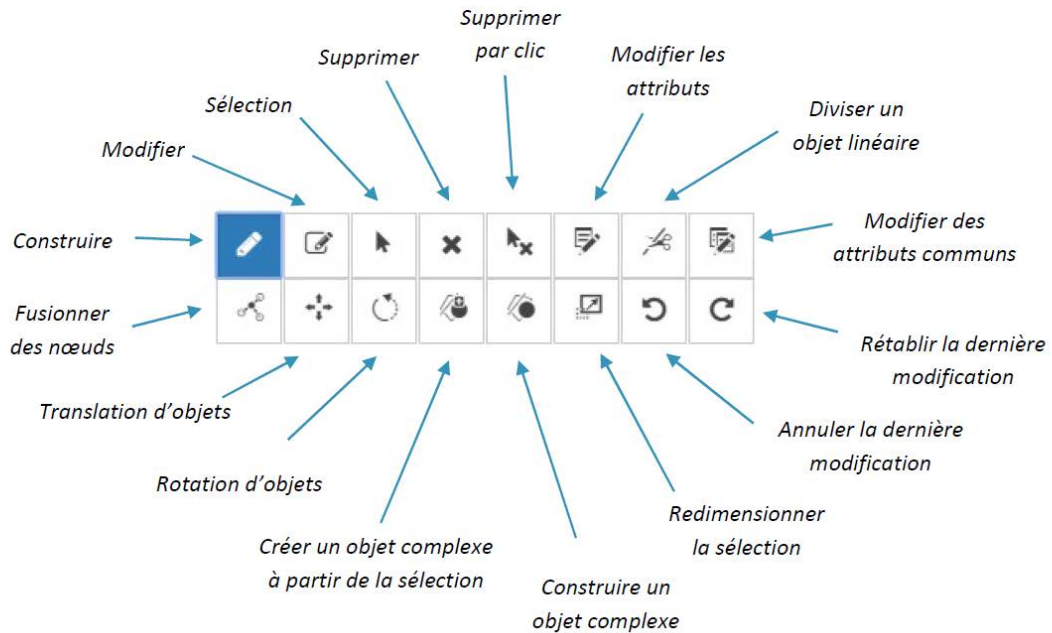 Supprimer
par clic
Supprimer
Modifier les
attributs
Sélection
Diviser un
objet linéaire
Modifier
Construire
Modifier des
attributs communs
Fusionner
des nœuds
Rétablir la dernière
modification
Translation d’objets
Annuler la dernière
modification
Rotation d’objets
Redimensionner
la sélection
Créer un objet complexe
à partir de la sélection
Construire un
objet complexe